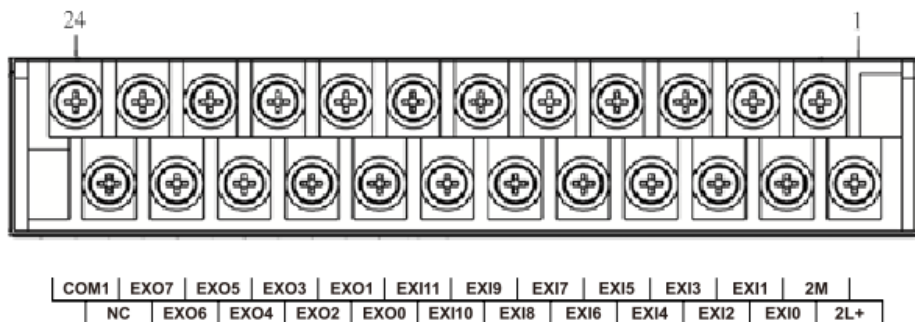 24 1
COM1 EXO7 EXO5 EXO3 EXO1 EXI11 EXI9 EXI7 EXI5 EXI3 EXI1 2M
NC EXO6 EXO4 EXO2 EXO0 EXI10 EXI8 EXI6 EXI4 EXI2 EXI0 2L+